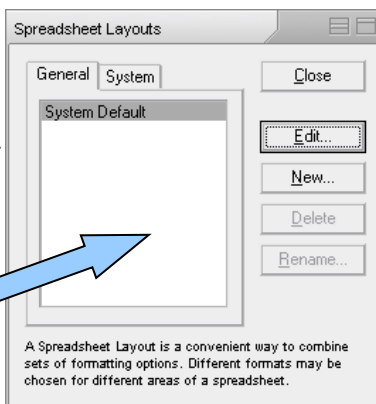 Spreadsheet Layouts
General System
Close
System Default
Edit...
New...
Delete
Rename...
A Spreadsheet Layout is a convenient way to combine
sets of formatting options. Different formats may be
chosen for different areas of a spreadsheet.